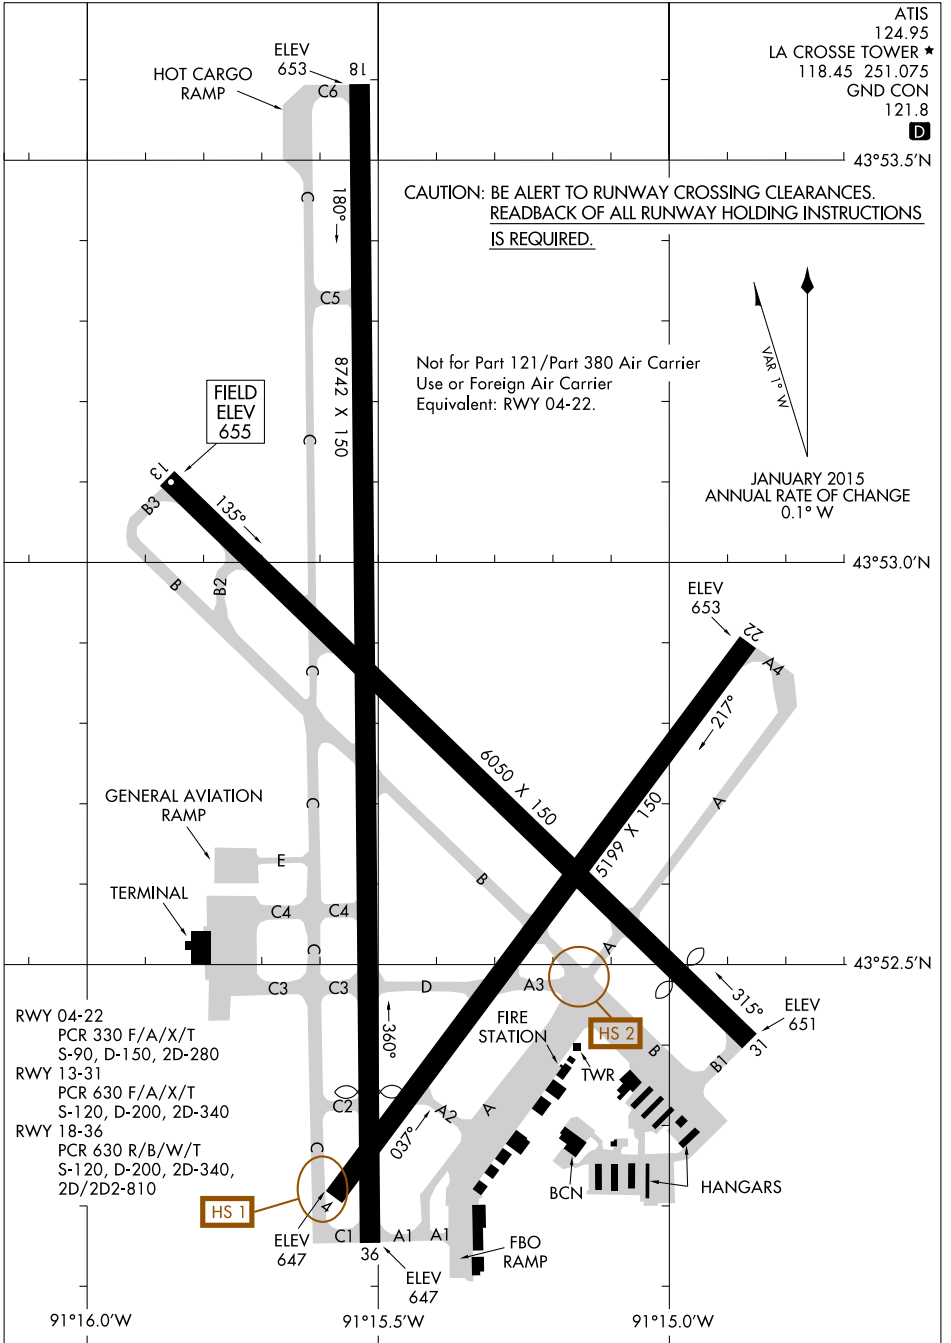 ATIS
124.95
LA CROSSE TOWER ★
118.45 251.075
GND CON
121.8
D
ELEV
653
18
HOT CARGO
RAMP
C6
43°53.5'N
CAUTION: BE ALERT TO RUNWAY CROSSING CLEARANCES.
READBACK OF ALL RUNWAY HOLDING INSTRUCTIONS
IS REQUIRED.
C
180°
C5
VAR 1° W
JANUARY 2015
ANNUAL RATE OF CHANGE
0.1° W
Not for Part 121/Part 380 Air Carrier
Use or Foreign Air Carrier
Equivalent: RWY 04-22.
8742 X 150
FIELD
ELEV
655
C
13
B3
135°
43°53.0'N
B
B2
ELEV
653
22
A4
C
217°
6050 X 150
5199 X 150
A
GENERAL AVIATION
RAMP
C
E
B
TERMINAL
C4
C4
C
A
43°52.5'N
C3
C3
D
A3
315°
ELEV
651
31
HS 2
FIRE
STATION
TWR
B
B1
360°
RWY 04-22
PCR 330 F/A/X/T
S-90, D-150, 2D-280
RWY 13-31
PCR 630 F/A/X/T
S-120, D-200, 2D-340
RWY 18-36
PCR 630 R/B/W/T
S-120, D-200, 2D-340,
2D/2D2-810
C2
A2
A
037°
C
BCN
HANGARS
HS 1
4
ELEV
647
C1
36
A1
A1
FBO
RAMP
ELEV
647
91°16.0'W
91°15.5'W
91°15.0'W